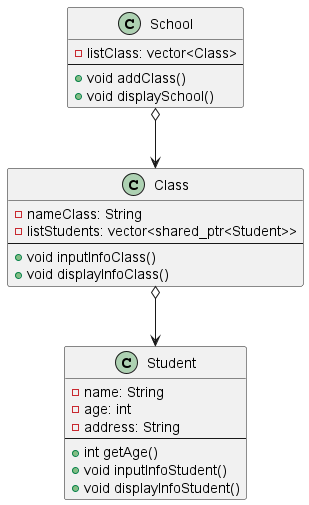 C School
listClass: vector<Class>
void addClass()
void displaySchool()
C Class
nameClass: String
listStudents: vector<shared_ptr<Student>>
void inputInfoClass()
void displayInfoClass()
C Student
name: String
age: int
address: String
int getAge()
void inputInfoStudent()
void displayInfoStudent()